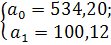 a₀ = 534,20;
a₁ = 100,12